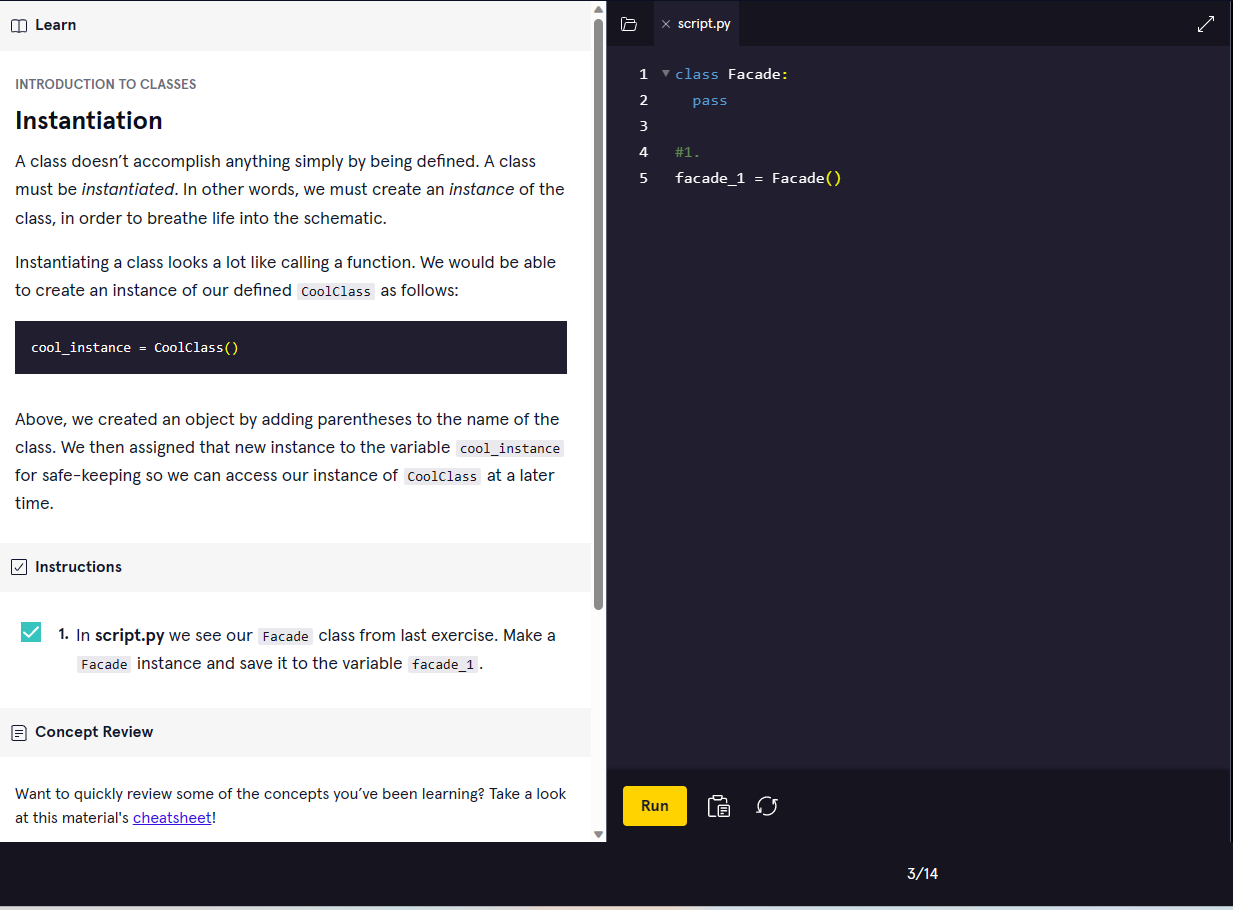 Learn
INTRODUCTION TO CLASSES
Instantiation
A class doesn’t accomplish anything simply by being defined. A class
must be instantiated. In other words, we must create an instance of the
class, in order to breathe life into the schematic.
Instantiating a class looks a lot like calling a function. We would be able
to create an instance of our defined CoolClass as follows:
cool_instance = CoolClass()
Above, we created an object by adding parentheses to the name of the
class. We then assigned that new instance to the variable cool_instance
for safe-keeping so we can access our instance of CoolClass at a later
time.
Instructions
1. In script.py we see our Facade class from last exercise. Make a
Facade instance and save it to the variable facade_1.
Concept Review
Want to quickly review some of the concepts you’ve been learning? Take a look
at this material's cheatsheet!
script.py
1 class Facade:
2 pass
3
4 #1.
5 facade_1 = Facade()
Run
3/14